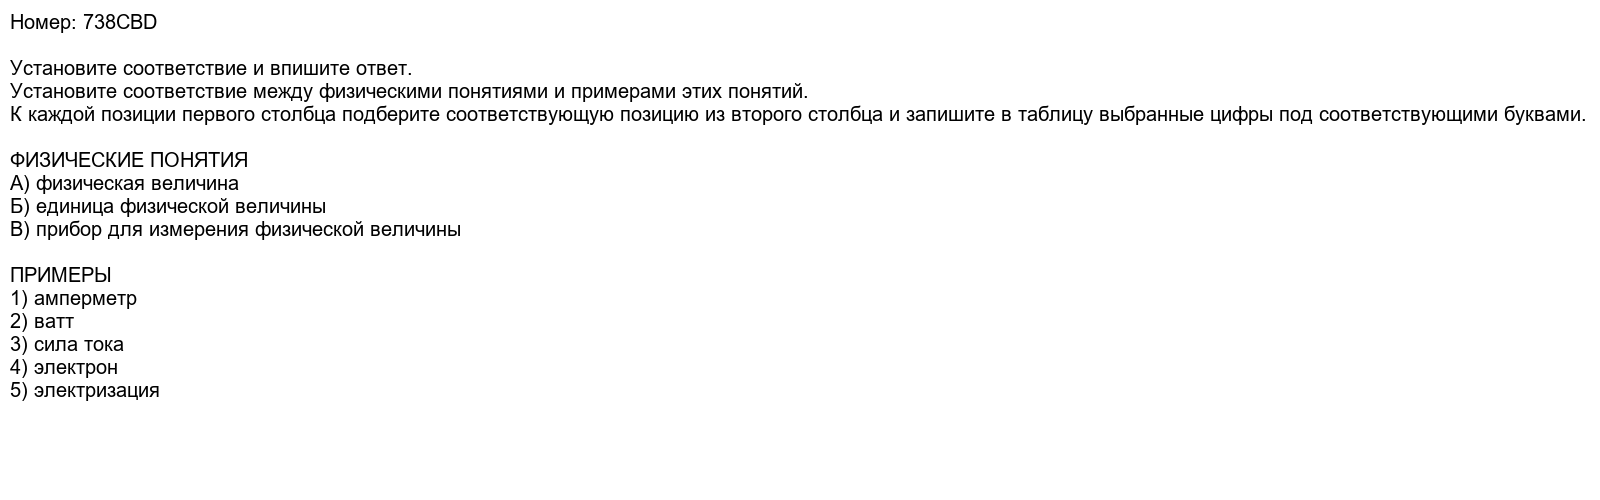 Номер: 738CBD
Установите соответствие и впишите ответ.
Установите соответствие между физическими понятиями и примерами этих понятий.
К каждой позиции первого столбца подберите соответствующую позицию из второго столбца и запишите в таблицу выбранные цифры под соответствующими буквами.
ФИЗИЧЕСКИЕ ПОНЯТИЯ
А) физическая величина
Б) единица физической величины
В) прибор для измерения физической величины
ПРИМЕРЫ
1) амперметр
2) ватт
3) сила тока
4) электрон
5) электризация